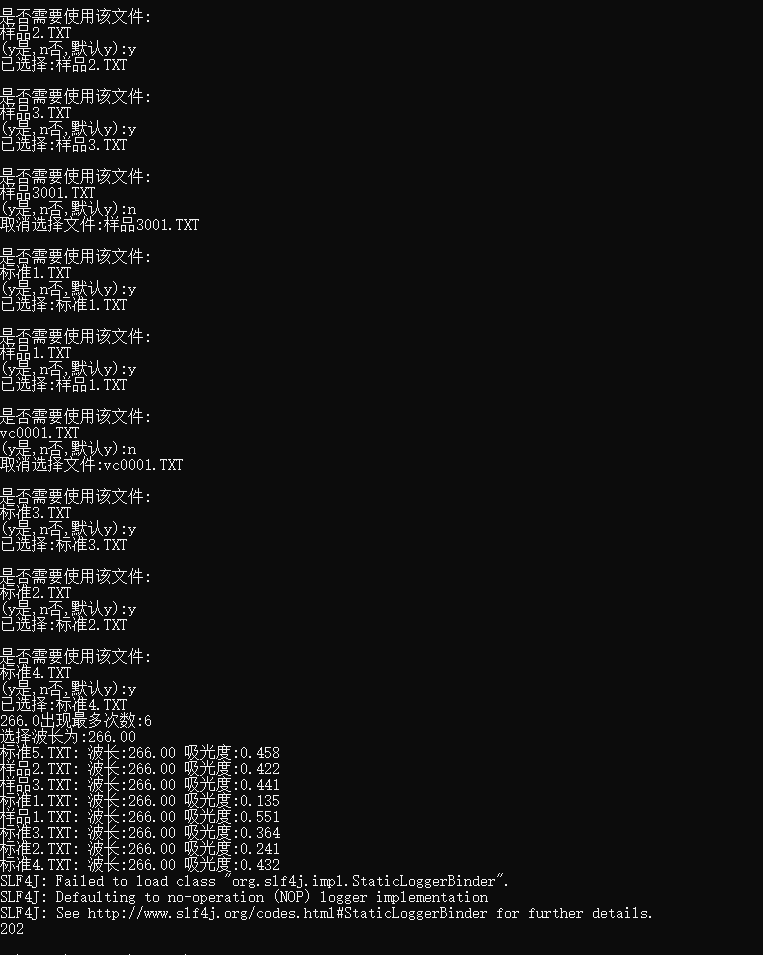 是否需要使用该文件:
样品2.TXT
(y是,n否,默认y):y
已选择:样品2.TXT
是否需要使用该文件:
样品3.TXT
(y是,n否,默认y):y
已选择:样品3.TXT
是否需要使用该文件:
样品3001.TXT
(y是,n否,默认y):n
取消选择文件:样品3001.TXT
是否需要使用该文件:
标准1.TXT
(y是,n否,默认y):y
已选择:标准1.TXT
是否需要使用该文件:
样品1.TXT
(y是,n否,默认y):y
已选择:样品1.TXT
是否需要使用该文件:
vc0001.TXT
(y是,n否,默认y):n
取消选择文件:vc0001.TXT
是否需要使用该文件:
标准3.TXT
(y是,n否,默认y):y
已选择:标准3.TXT
是否需要使用该文件:
标准2.TXT
(y是,n否,默认y):y
已选择:标准2.TXT
是否需要使用该文件:
标准4.TXT
(y是,n否,默认y):y
已选择:标准4.TXT
266.0出现最多次数:6
选择波长为:266.00
标准5.TXT: 波长:266.00 吸光度:0.458
样品2.TXT: 波长:266.00 吸光度:0.422
样品3.TXT: 波长:266.00 吸光度:0.441
标准1.TXT: 波长:266.00 吸光度:0.135
样品1.TXT: 波长:266.00 吸光度:0.551
标准3.TXT: 波长:266.00 吸光度:0.364
标准2.TXT: 波长:266.00 吸光度:0.241
标准4.TXT: 波长:266.00 吸光度:0.432
SLF4J: Failed to load class "org.slf4j.impl.StaticLoggerBinder".
SLF4J: Defaulting to no-operation (NOP) logger implementation
SLF4J: See http://www.slf4j.org/codes.html#StaticLoggerBinder for further details.
202